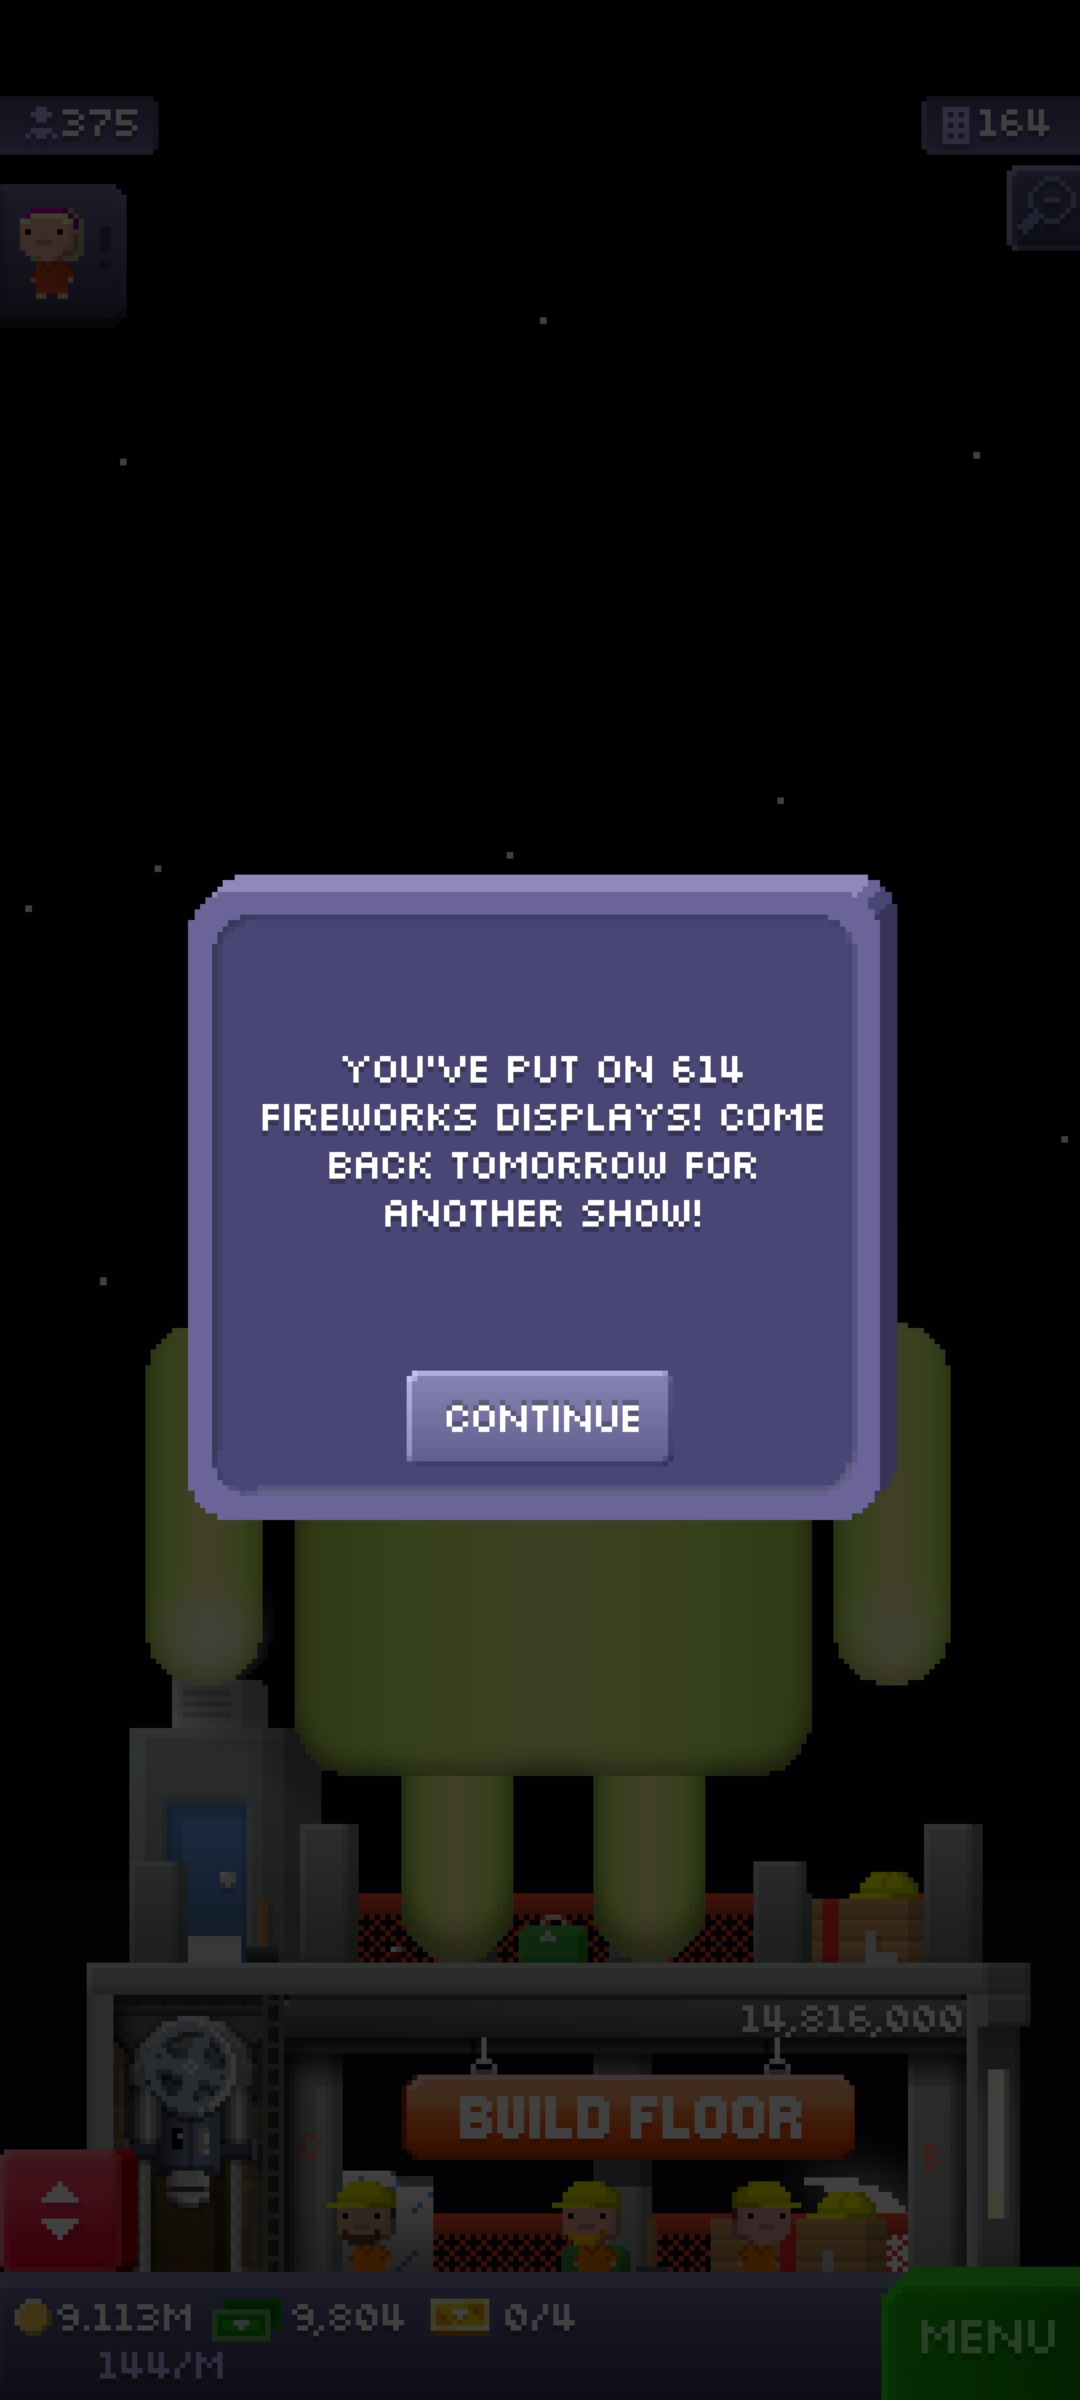 375
164
YOU'VE PUT ON 614
FIREWORKS DISPLAYS! COME
BACK TOMORROW FOR
ANOTHER SHOW!
CONTINUE
14,816,000
BUILD FLOOR
9.113M 9,804 0/4
144/M
MENU